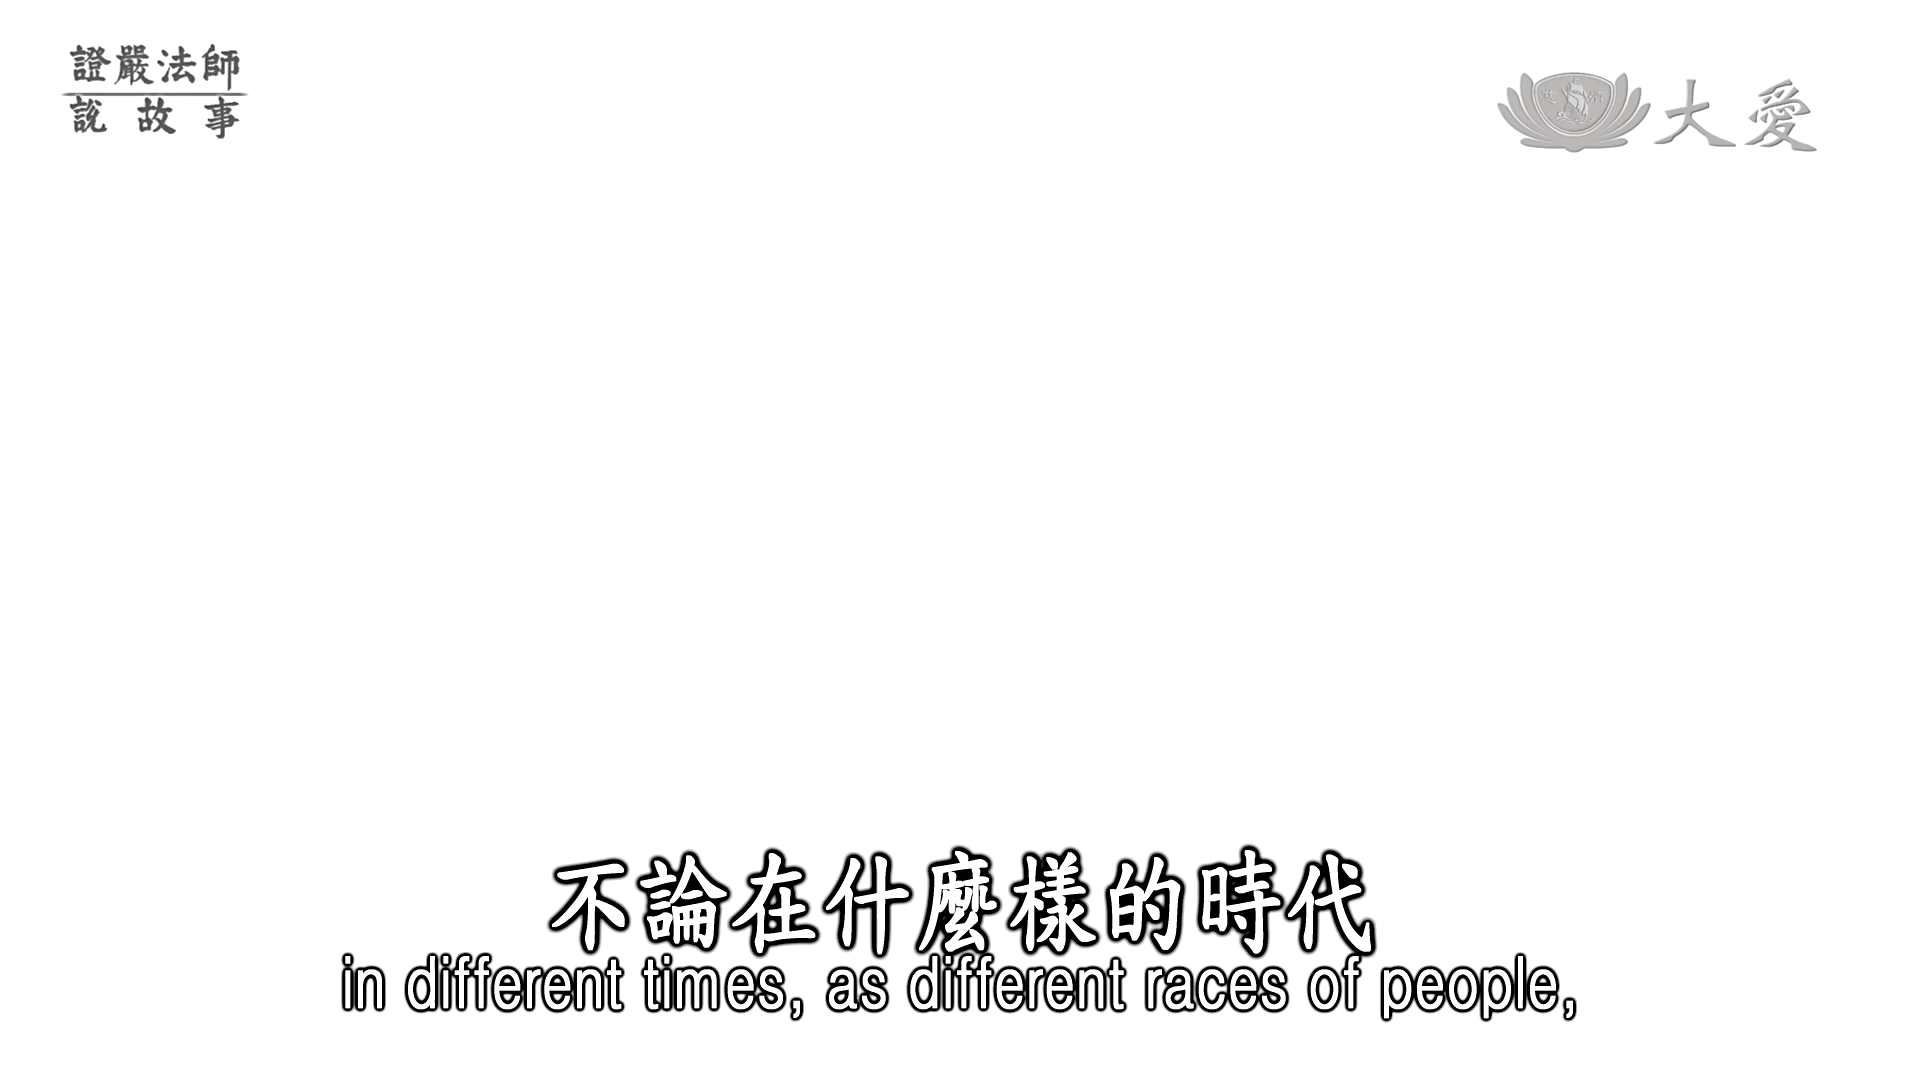 證嚴法師
說故事
大愛
不論在什麼樣的時代
in different times, as different races of people,